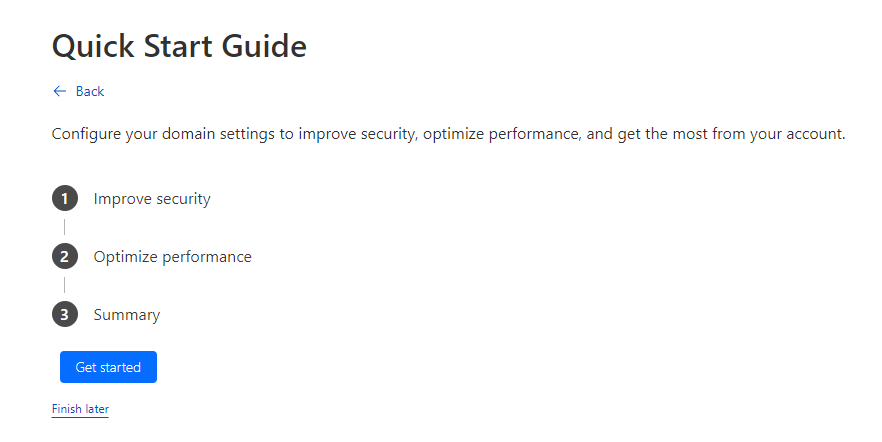 Quick Start Guide
← Back
Configure your domain settings to improve security, optimize performance, and get the most from your account.
1 Improve security
2 Optimize performance
3 Summary
Get started
Finish later